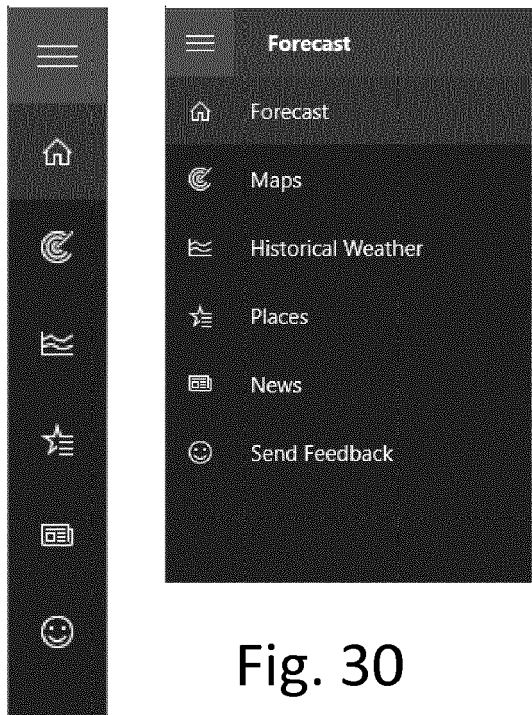 Forecast
Forecast
Maps
Historical Weather
Places
News
Send Feedback
Fig. 30